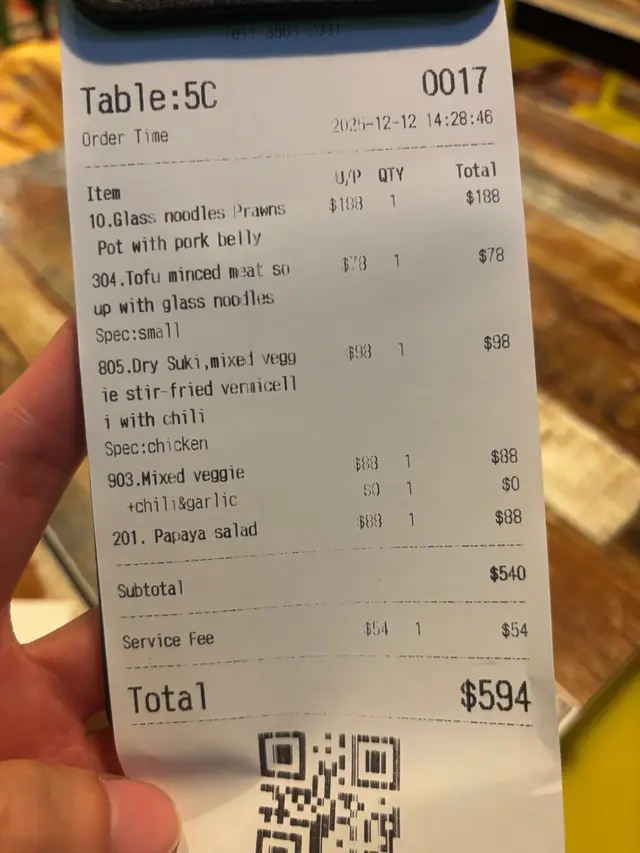 Table:5C 0017
Order Time 2025-12-12 14:28:46
Item U/P QTY Total
10.Glass noodles Prawns $188 1 $188
Pot with pork belly
304.Tofu minced meat so $78 1 $78
up with glass noodles
Spec:small
805.Dry Suki,mixed vegg $98 1 $98
ie stir-fried vermicell
i with chili
Spec:chicken
903.Mixed veggie $88 1 $88
+chili&garlic $0 1 $0
201. Papaya salad $88 1 $88
Subtotal $540
Service Fee $54 1 $54
Total $594